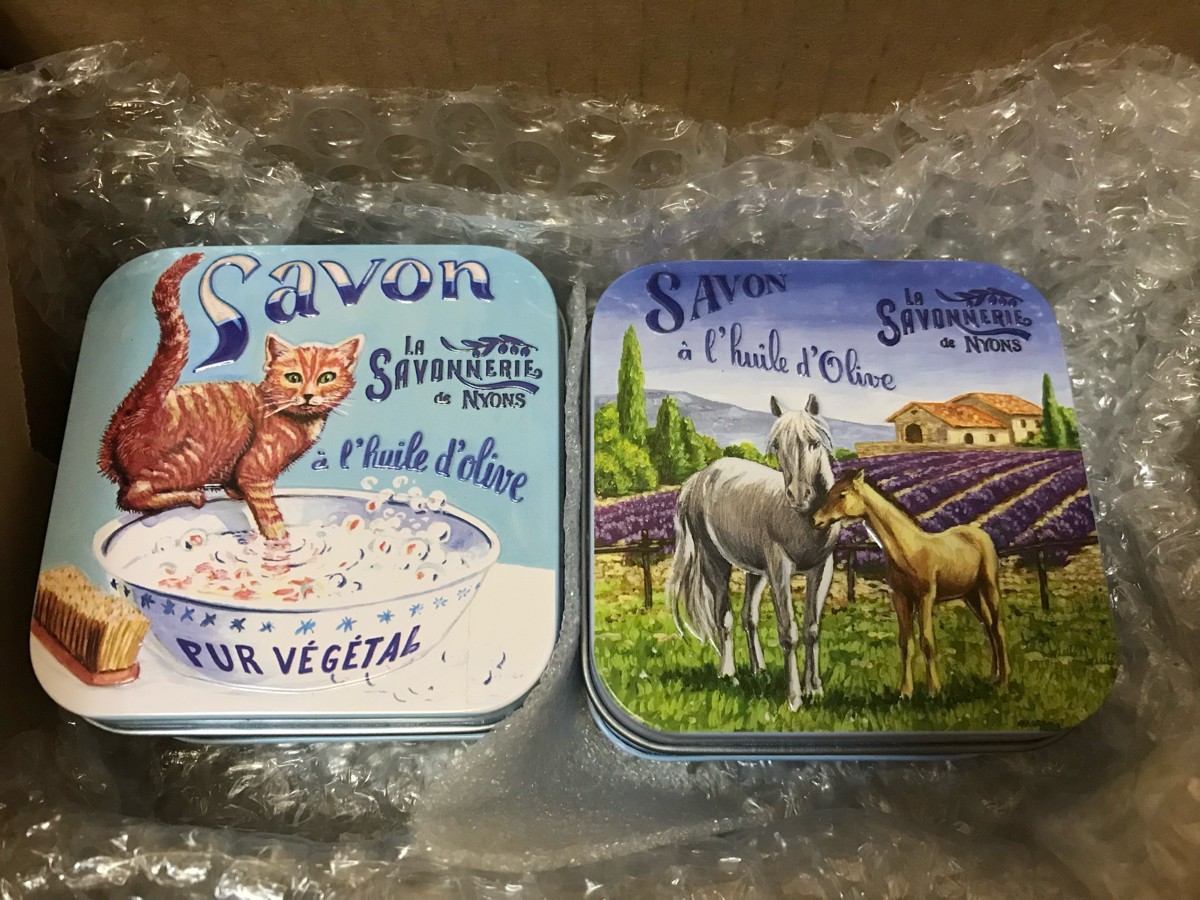 Savon
LA
SAVONNERIE
de NYONS
à l'huile d'olive
PUR VÉGÉTAL
SAVON
à l'huile d'Olive
LA
SAVONNERIE
de NYONS